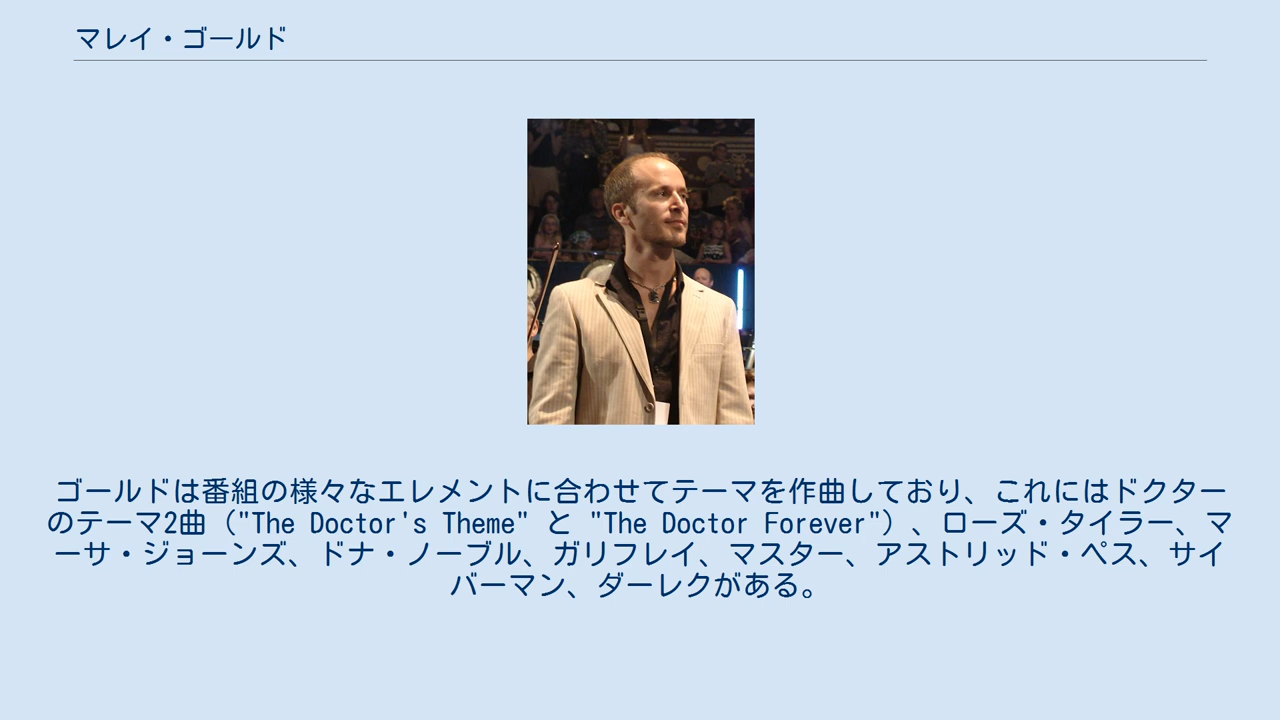 マレイ・ゴールド
ゴールドは番組の様々なエレメントに合わせてテーマを作曲しており、これにはドクター
のテーマ2曲（"The Doctor's Theme" と "The Doctor Forever"）、ローズ・タイラー、マ
ーサ・ジョーンズ、ドナ・ノーブル、ガリフレイ、マスター、アストリッド・ペス、サイ
バーマン、ダーレクがある。